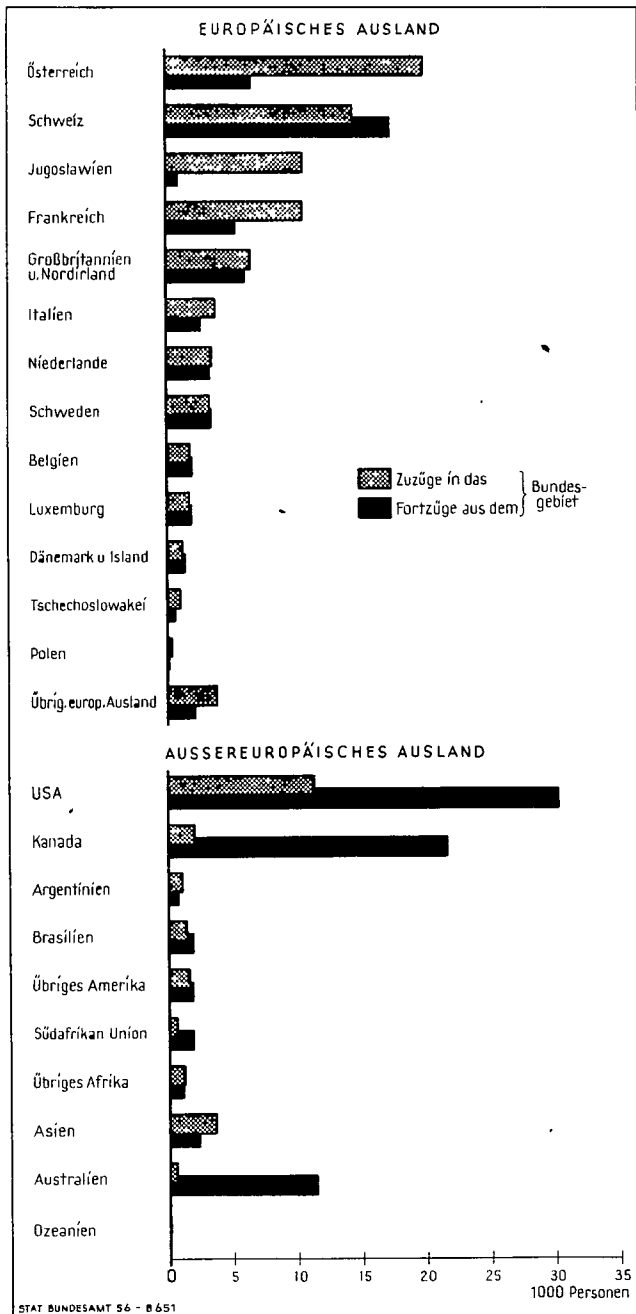 EUROPÄISCHES AUSLAND
Österreich
Schweiz
Jugoslawien
Frankreich
Großbritannien
u. Nordirland
Italien
Niederlande
Schweden
Belgien
Luxemburg
Dänemark u Island
Tschechoslowakei
Polen
Übrig. europ. Ausland
Zuzüge in das
Fortzüge aus dem
Bundes-
gebiet
AUSSEREUROPÄISCHES AUSLAND
USA
Kanada
Argentinien
Brasilien
Übriges Amerika
Südafrikan Union
Übriges Afrika
Asien
Australien
Ozeanien
0 5 10 15 20 25 30 35
1000 Personen
STAT BUNDESAMT 56 - 8651